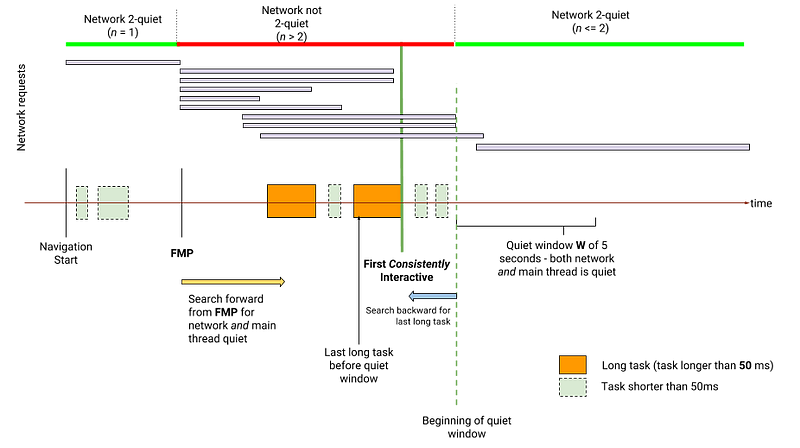 Network 2-quiet
(n = 1)
Network not
2-quiet
(n > 2)
Network 2-quiet
(n <= 2)
Network requests
time
Navigation
Start
FMP
First Consistently
Interactive
Quiet window W of 5
seconds - both network
and main thread is quiet
Search forward
from FMP for
network and main
thread quiet
Search backward for
last long task
Last long task
before quiet
window
Long task (task longer than 50 ms)
Task shorter than 50ms
Beginning of quiet
window